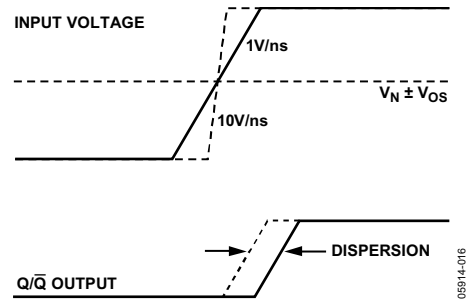 INPUT VOLTAGE
1V/ns
V_N ± V_OS
10V/ns
DISPERSION
Q/Q̅ OUTPUT
05914-016